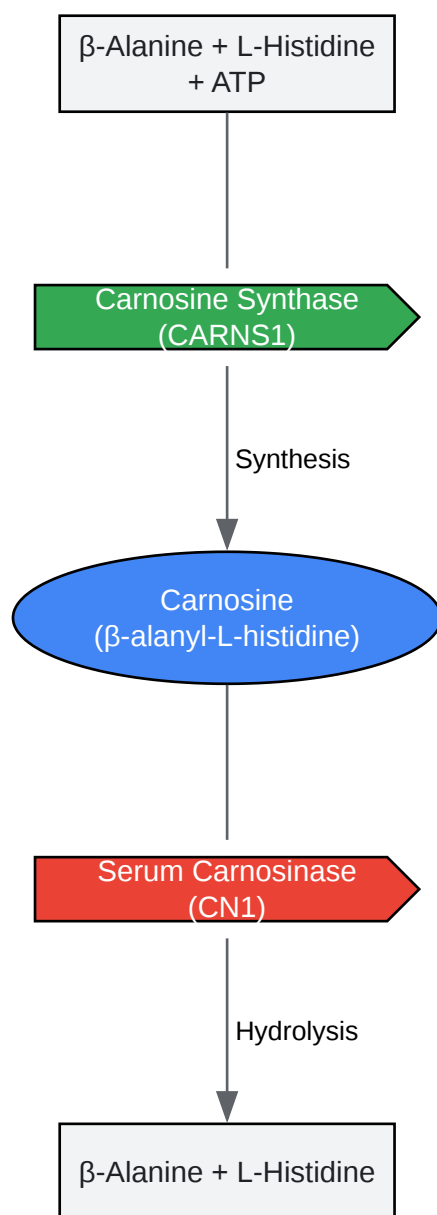 β-Alanine + L-Histidine
+ ATP
Carnosine Synthase
(CARNS1)
Synthesis
Carnosine
(β-alanyl-L-histidine)
Serum Carnosinase
(CN1)
Hydrolysis
β-Alanine + L-Histidine